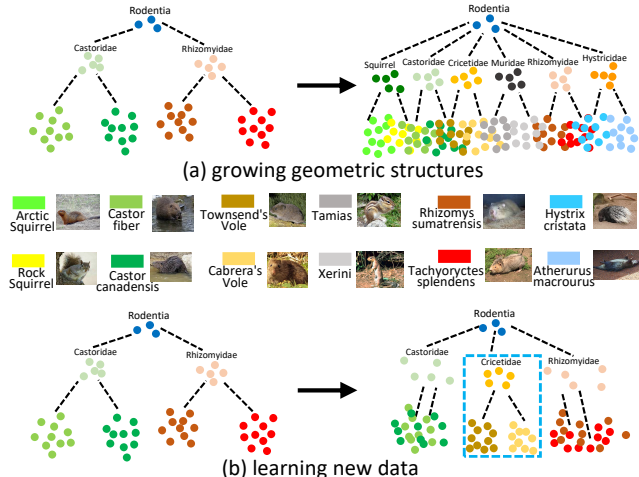 Rodentia
Rodentia
Castoridae
Rhizomyidae
Squirrel
Castoridae
Cricetidae
Muridae
Rhizomyidae
Hystricidae
(a) growing geometric structures
Arctic
Squirrel
Castor
fiber
Townsend's
Vole
Tamias
Rhizomys
sumatrensis
Hystrix
cristata
Rock
Squirrel
Castor
canadensis
Cabrera's
Vole
Xerini
Tachyoryctes
splendens
Atherurus
macrourus
Rodentia
Castoridae
Rhizomyidae
Rodentia
Castoridae
Cricetidae
Rhizomyidae
(b) learning new data